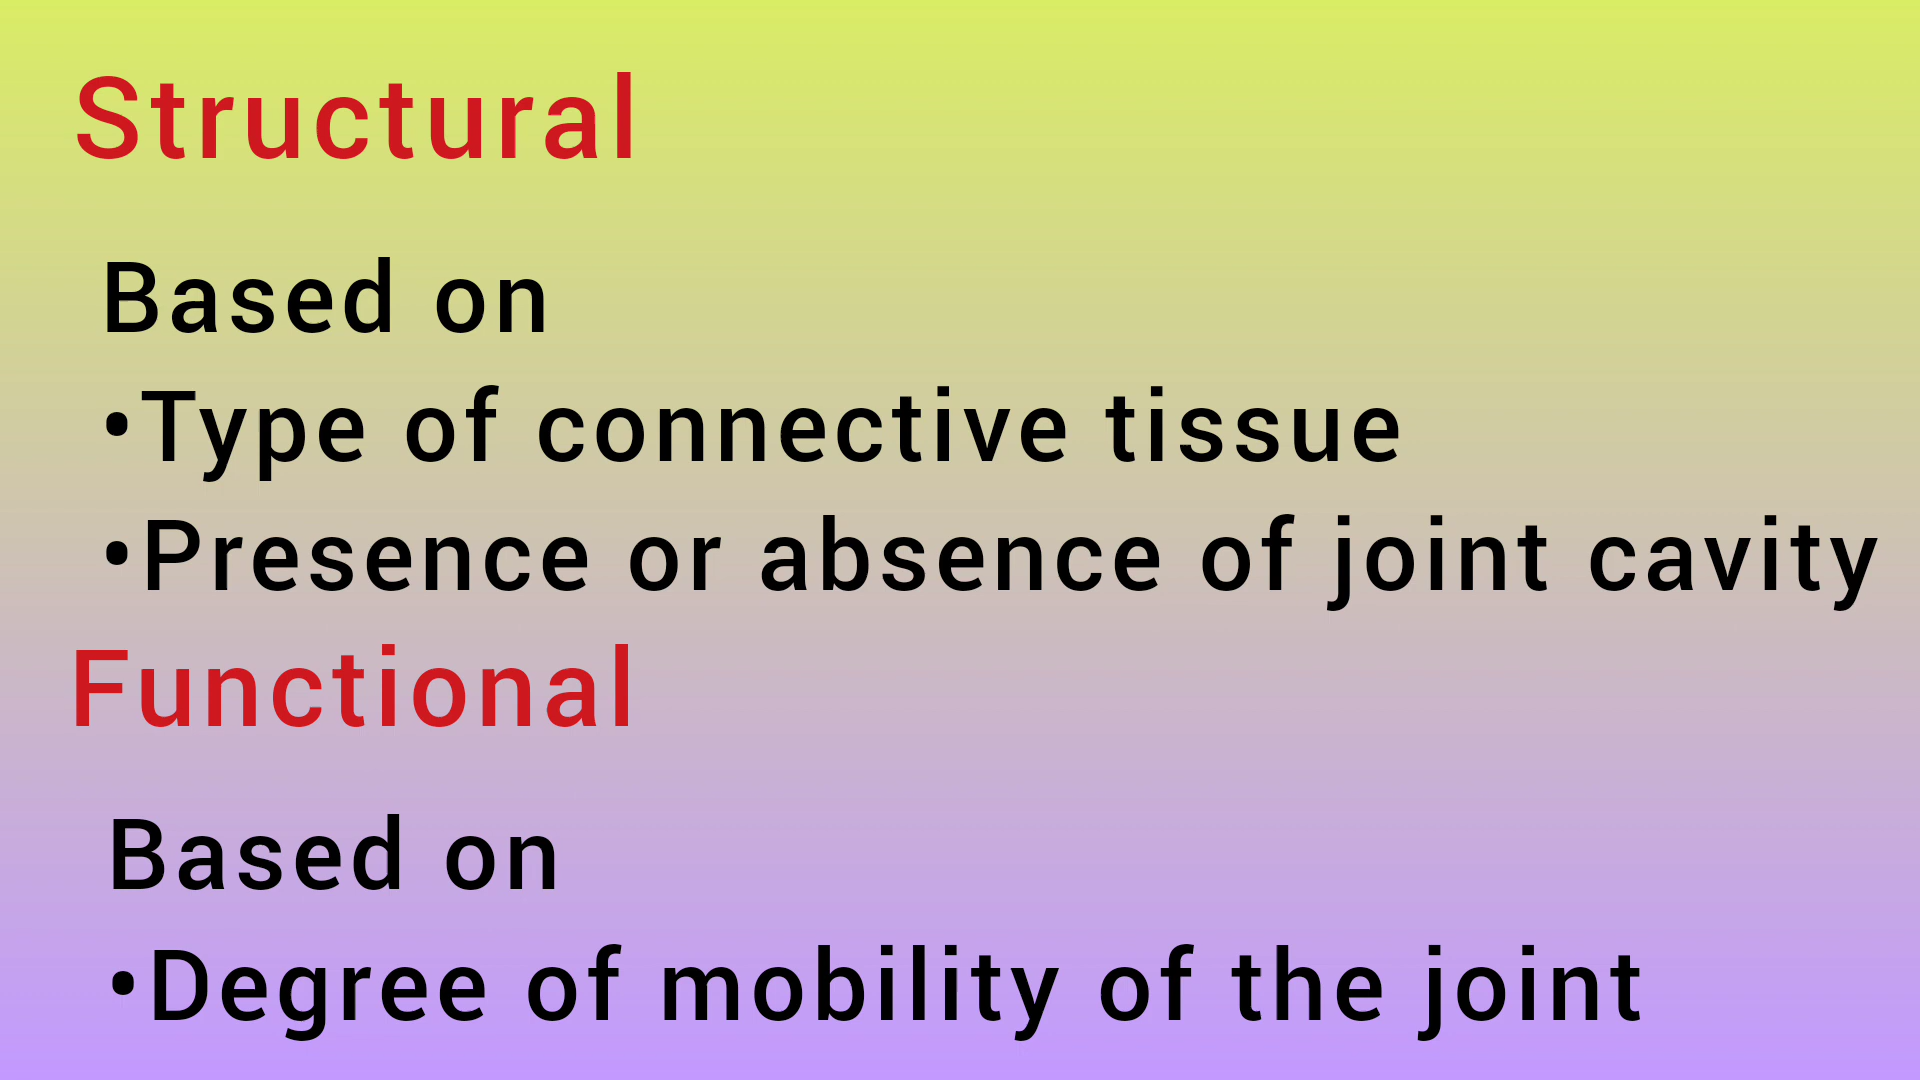 Structural
Based on
•Type of connective tissue
•Presence or absence of joint cavity
Functional
Based on
•Degree of mobility of the joint